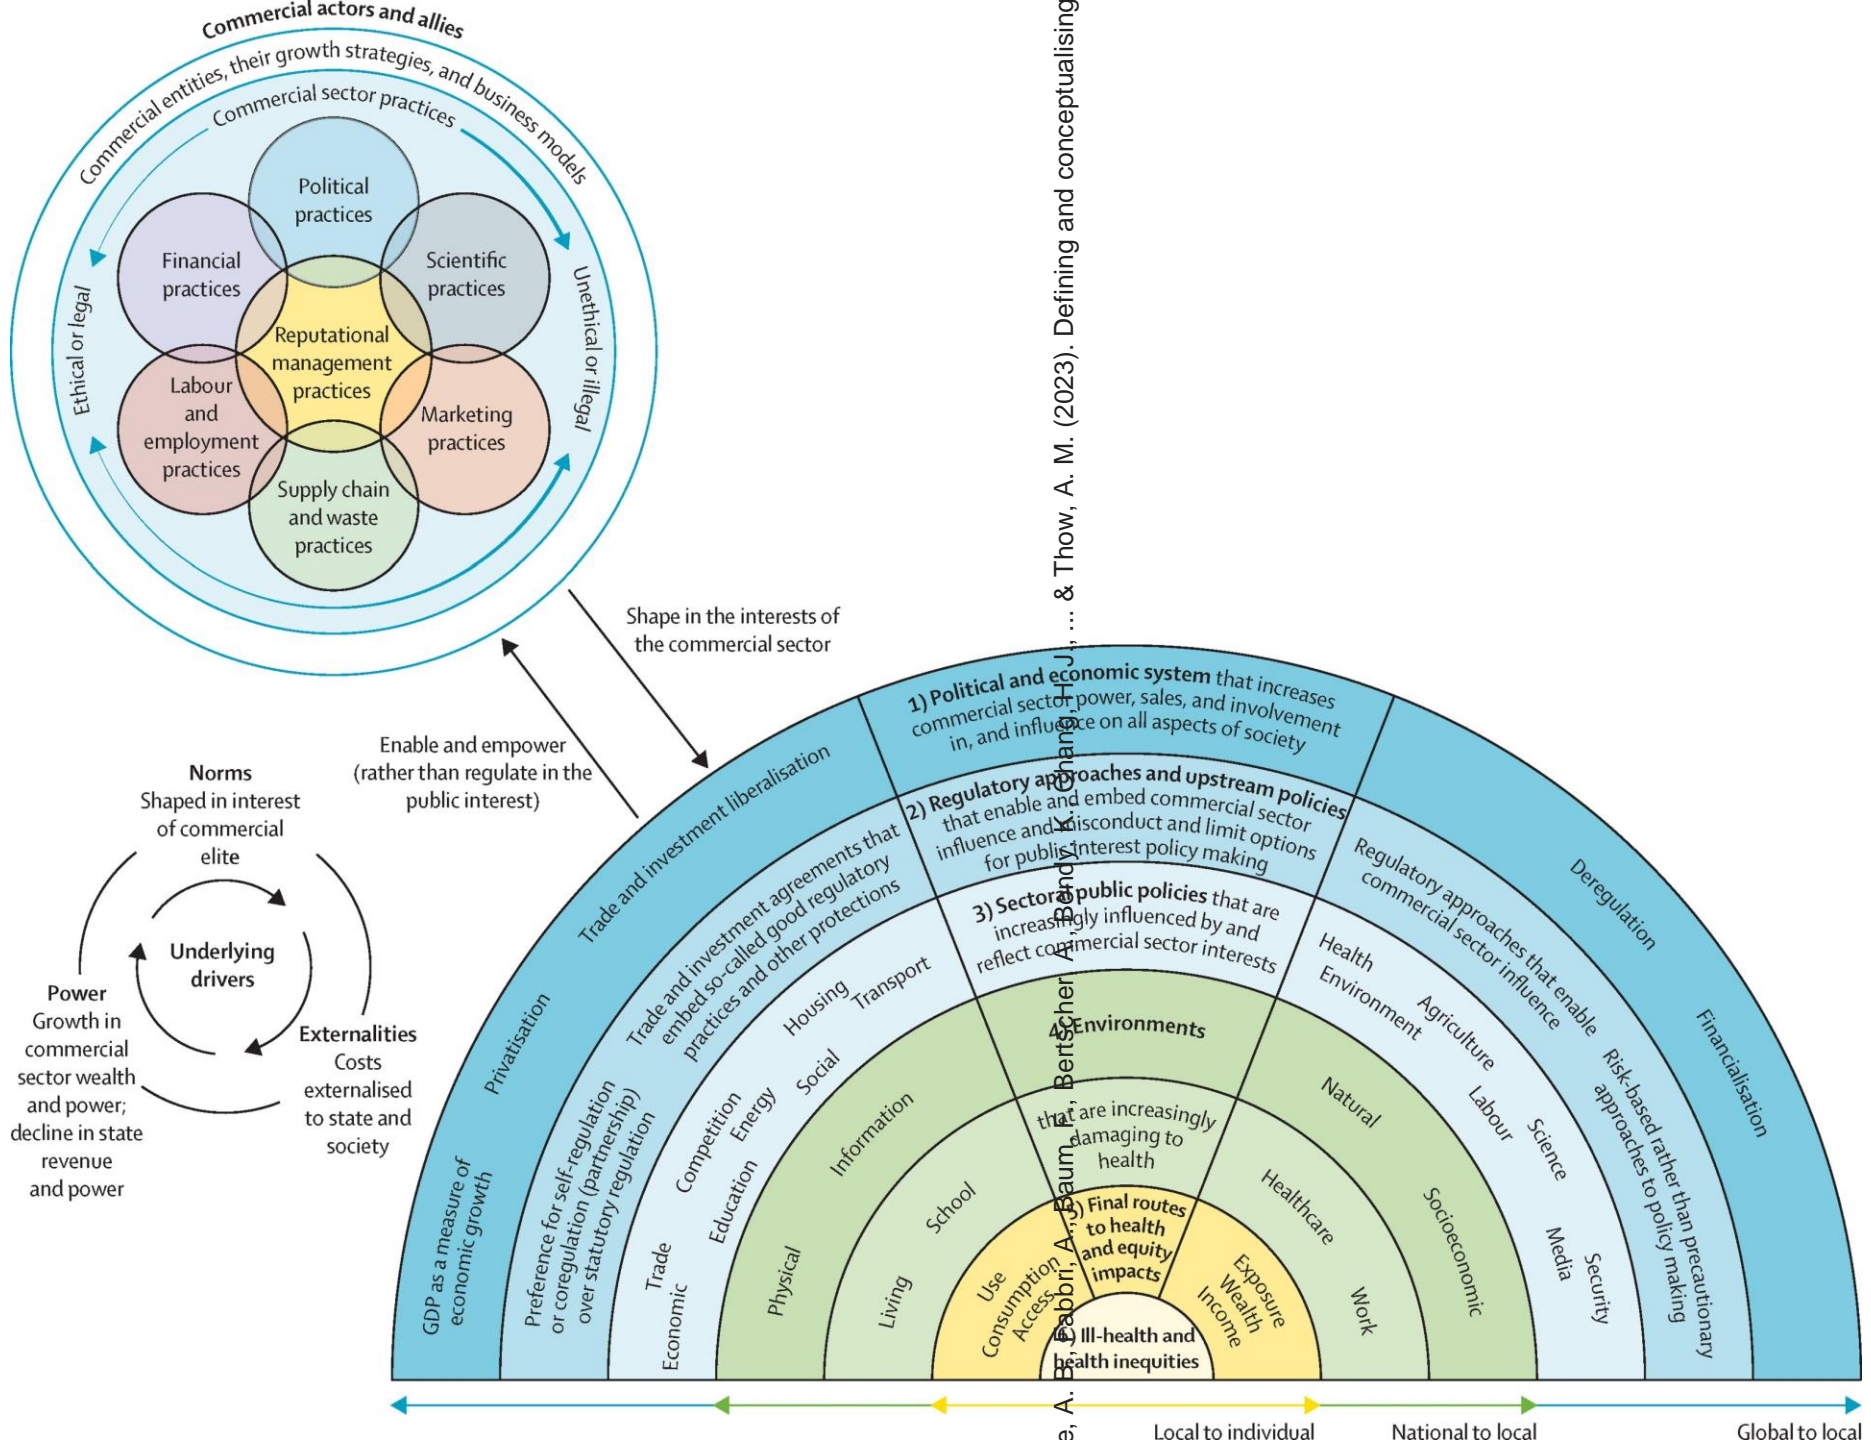 Commercial actors and allies
Commercial entities, their growth strategies, and business models
Commercial sector practices
Ethical or legal
Unethical or illegal
Political
practices
Financial
practices
Scientific
practices
Reputational
management
practices
Labour
and
employment
practices
Marketing
practices
Supply chain
and waste
practices
Shape in the interests of
the commercial sector
Enable and empower
(rather than regulate in the
public interest)
Norms
Shaped in interest
of commercial
elite
Underlying
drivers
Power
Growth in
commercial
sector wealth
and power;
decline in state
revenue
and power
Externalities
Costs
externalised
to state and
society
1) Political and economic system that increases
commercial sector power, sales, and involvement
in, and influence on all aspects of society
GDP as a measure of
economic growth
Privatisation
Trade and investment liberalisation
Deregulation
Financialisation
2) Regulatory approaches and upstream policies
that enable and embed commercial sector
influence and misconduct and limit options
for public interest policy making
Preference for self-regulation
or coregulation (partnership)
over statutory regulation
Trade and investment agreements that
embed so-called good regulatory
practices and other protections
Regulatory approaches that enable
commercial sector influence
Risk-based rather than precautionary
approaches to policy making
3) Sectoral public policies that are
increasingly influenced by and
reflect commercial sector interests
Economic
Trade
Education
Competition
Energy
Social
Housing
Transport
Health
Environment
Agriculture
Labour
Science
Media
Security
4) Environments
that are increasingly
damaging to
health
Physical
Information
Natural
Socioeconomic
Living
School
Healthcare
Work
5) Final routes
to health
and equity
impacts
Use
Consumption
Access
Exposure
Wealth
Income
Ill-health and
health inequities
Local to individual
National to local
Global to local
e, A. B., Fabbri, A., Baum, F., Bertscher, A., Bondy, K., Chang, H. J., ... & Thow, A. M. (2023). Defining and conceptualising